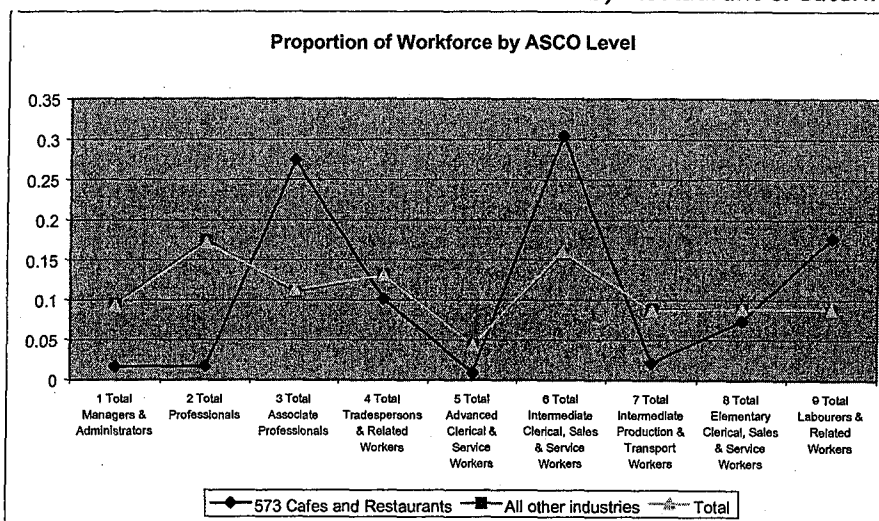 Proportion of Workforce by ASCO Level
0.35
0.3
0.25
0.2
0.15
0.1
0.05
0
1 Total
Managers &
Administrators
2 Total
Professionals
3 Total
Associate
Professionals
4 Total
Tradespersons
& Related
Workers
5 Total
Advanced
Clerical &
Service
Workers
6 Total
Intermediate
Clerical, Sales
& Service
Workers
7 Total
Intermediate
Production &
Transport
Workers
8 Total
Elementary
Clerical, Sales
& Service
Workers
9 Total
Labourers &
Related
Workers
573 Cafes and Restaurants All other industries Total